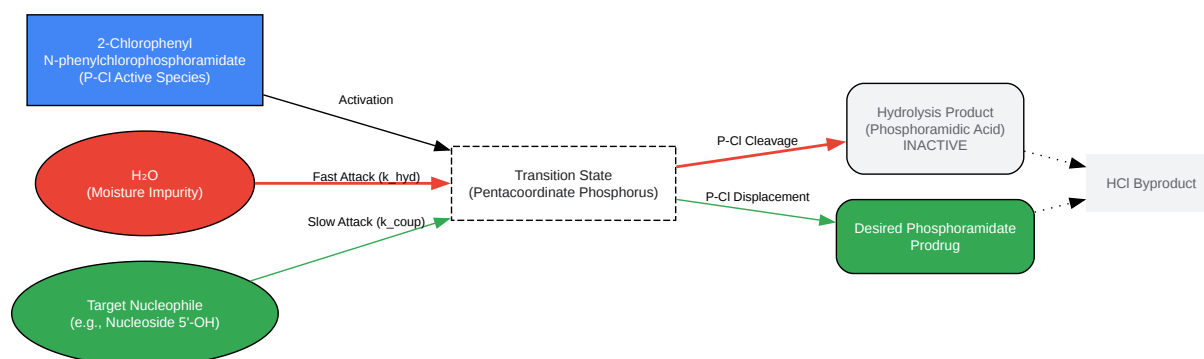 2-Chlorophenyl
N-phenylchlorophosphoramidate
(P-Cl Active Species)
Activation
H₂O
(Moisture Impurity)
Fast Attack (k_hyd)
Slow Attack (k_coup)
Target Nucleophile
(e.g., Nucleoside 5'-OH)
Transition State
(Pentacoordinate Phosphorus)
P-Cl Cleavage
P-Cl Displacement
Hydrolysis Product
(Phosphoramidic Acid)
INACTIVE
Desired Phosphoramidate
Prodrug
HCl Byproduct